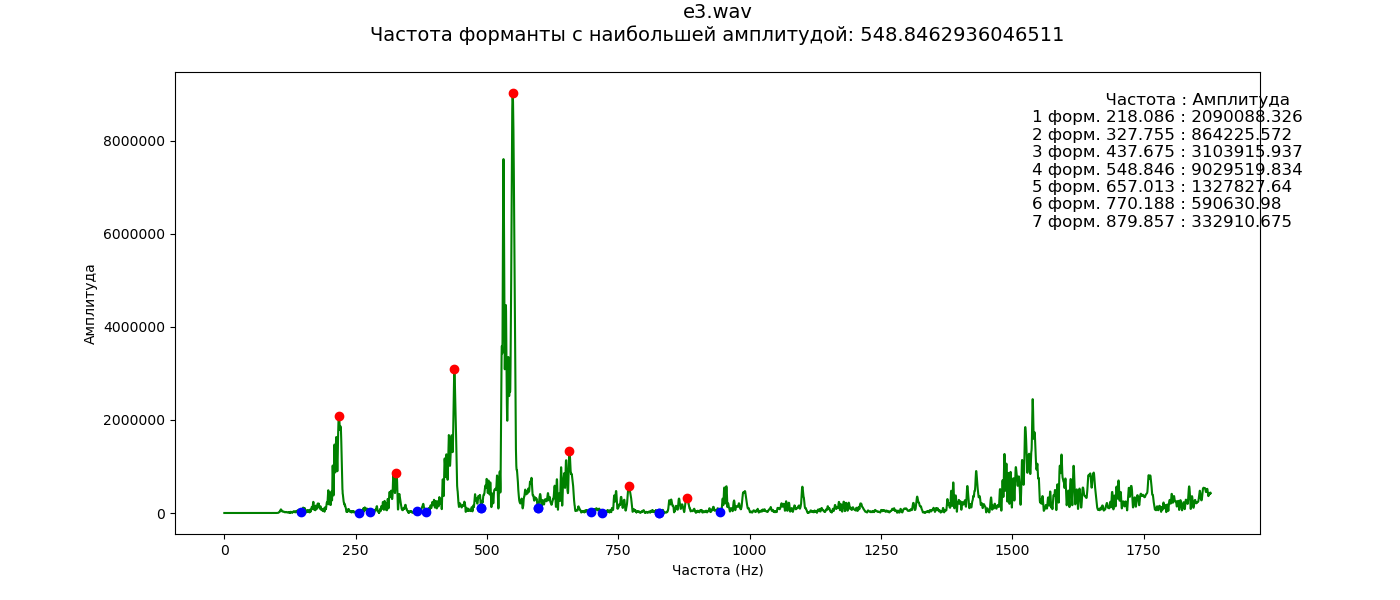 e3.wav
Частота форманты с наибольшей амплитудой: 548.8462936046511
Частота : Амплитуда
1 форм. 218.086 : 2090088.326
2 форм. 327.755 : 864225.572
3 форм. 437.675 : 3103915.937
4 форм. 548.846 : 9029519.834
5 форм. 657.013 : 1327827.64
6 форм. 770.188 : 590630.98
7 форм. 879.857 : 332910.675
Амплитуда
8000000
6000000
4000000
2000000
0
0 250 500 750 1000 1250 1500 1750
Частота (Hz)